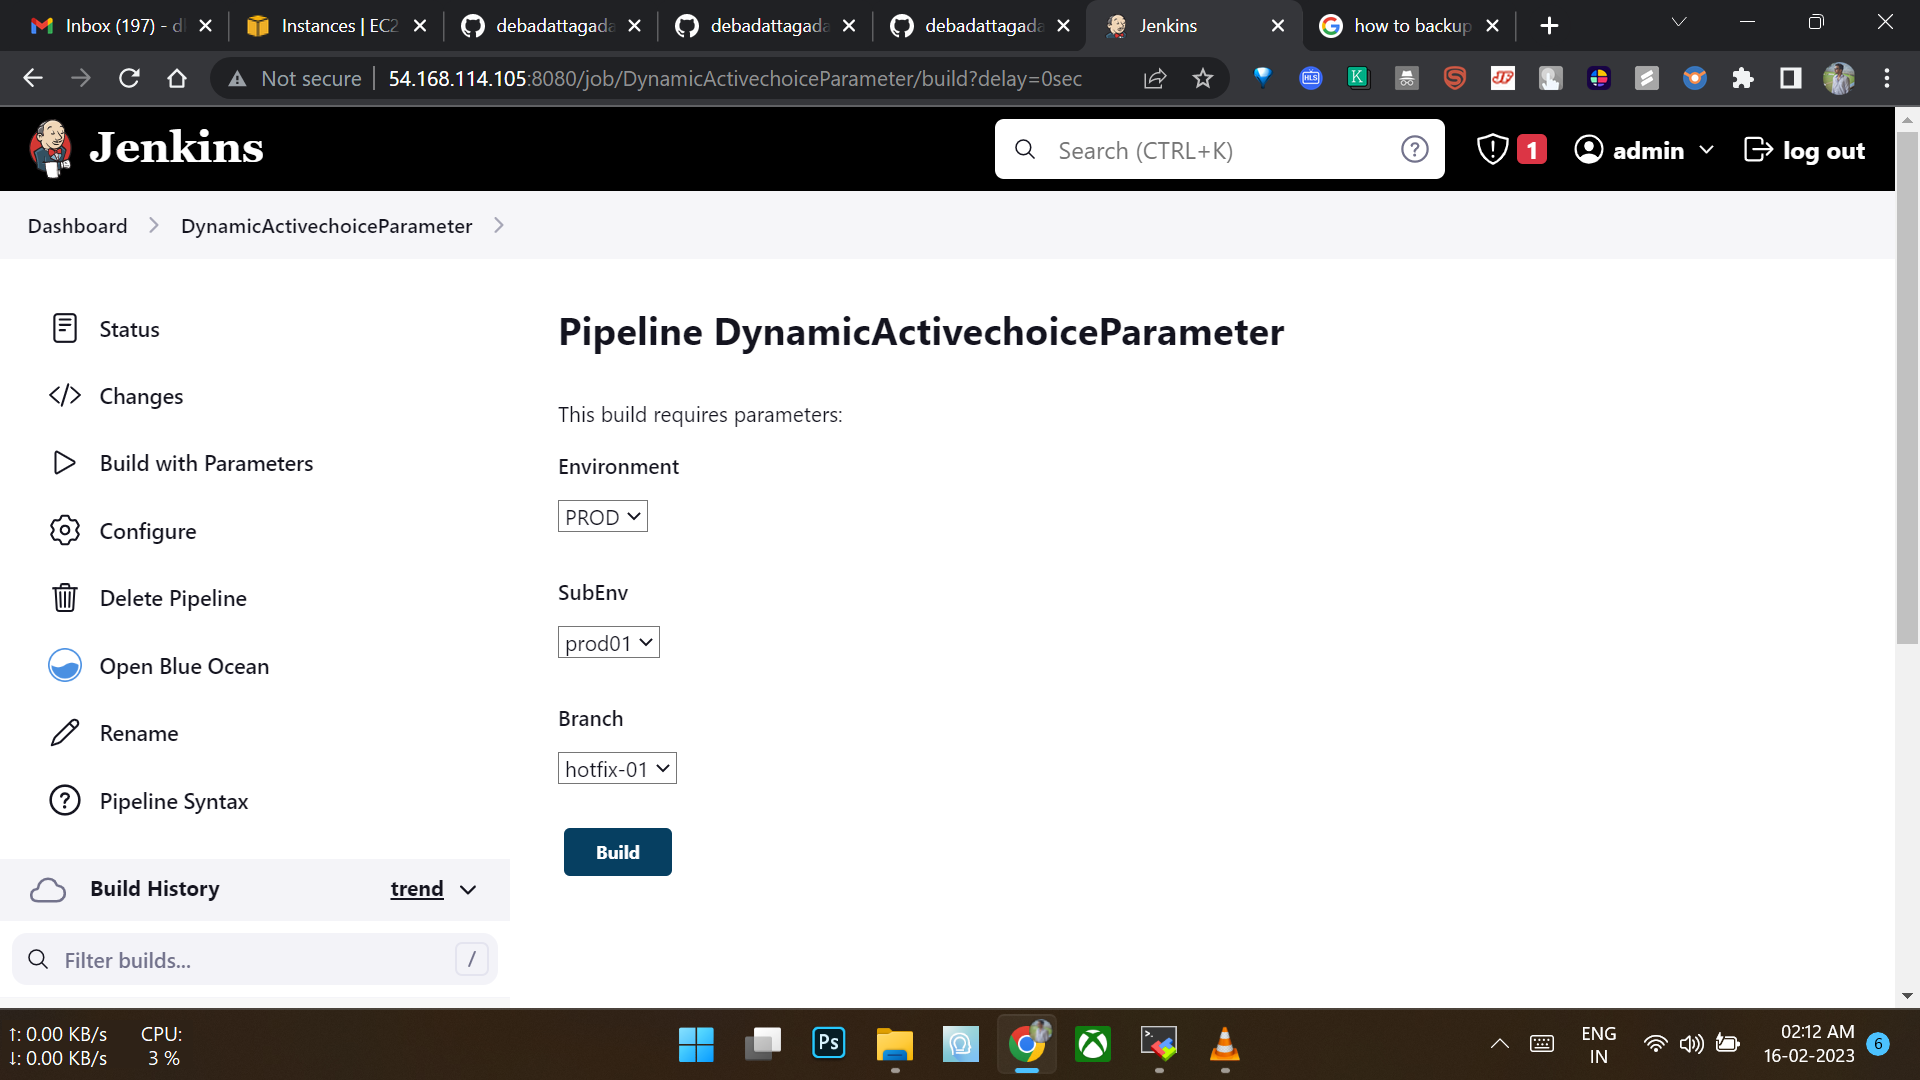 Inbox (197) - d
Instances | EC2
debadattagada
debadattagada
debadattagada
Jenkins
how to backup
Not secure
54.168.114.105:8080/job/DynamicActivechoiceParameter/build?delay=0sec
Jenkins
Search (CTRL+K)
1
admin
log out
Dashboard
DynamicActivechoiceParameter
Status
Changes
Build with Parameters
Configure
Delete Pipeline
Open Blue Ocean
Rename
Pipeline Syntax
Build History
trend
Filter builds...
/
Pipeline DynamicActivechoiceParameter
This build requires parameters:
Environment
PROD
SubEnv
prod01
Branch
hotfix-01
Build
↑: 0.00 KB/s
↓: 0.00 KB/s
CPU:
3 %
Ps
ENG
IN
02:12 AM
16-02-2023
6